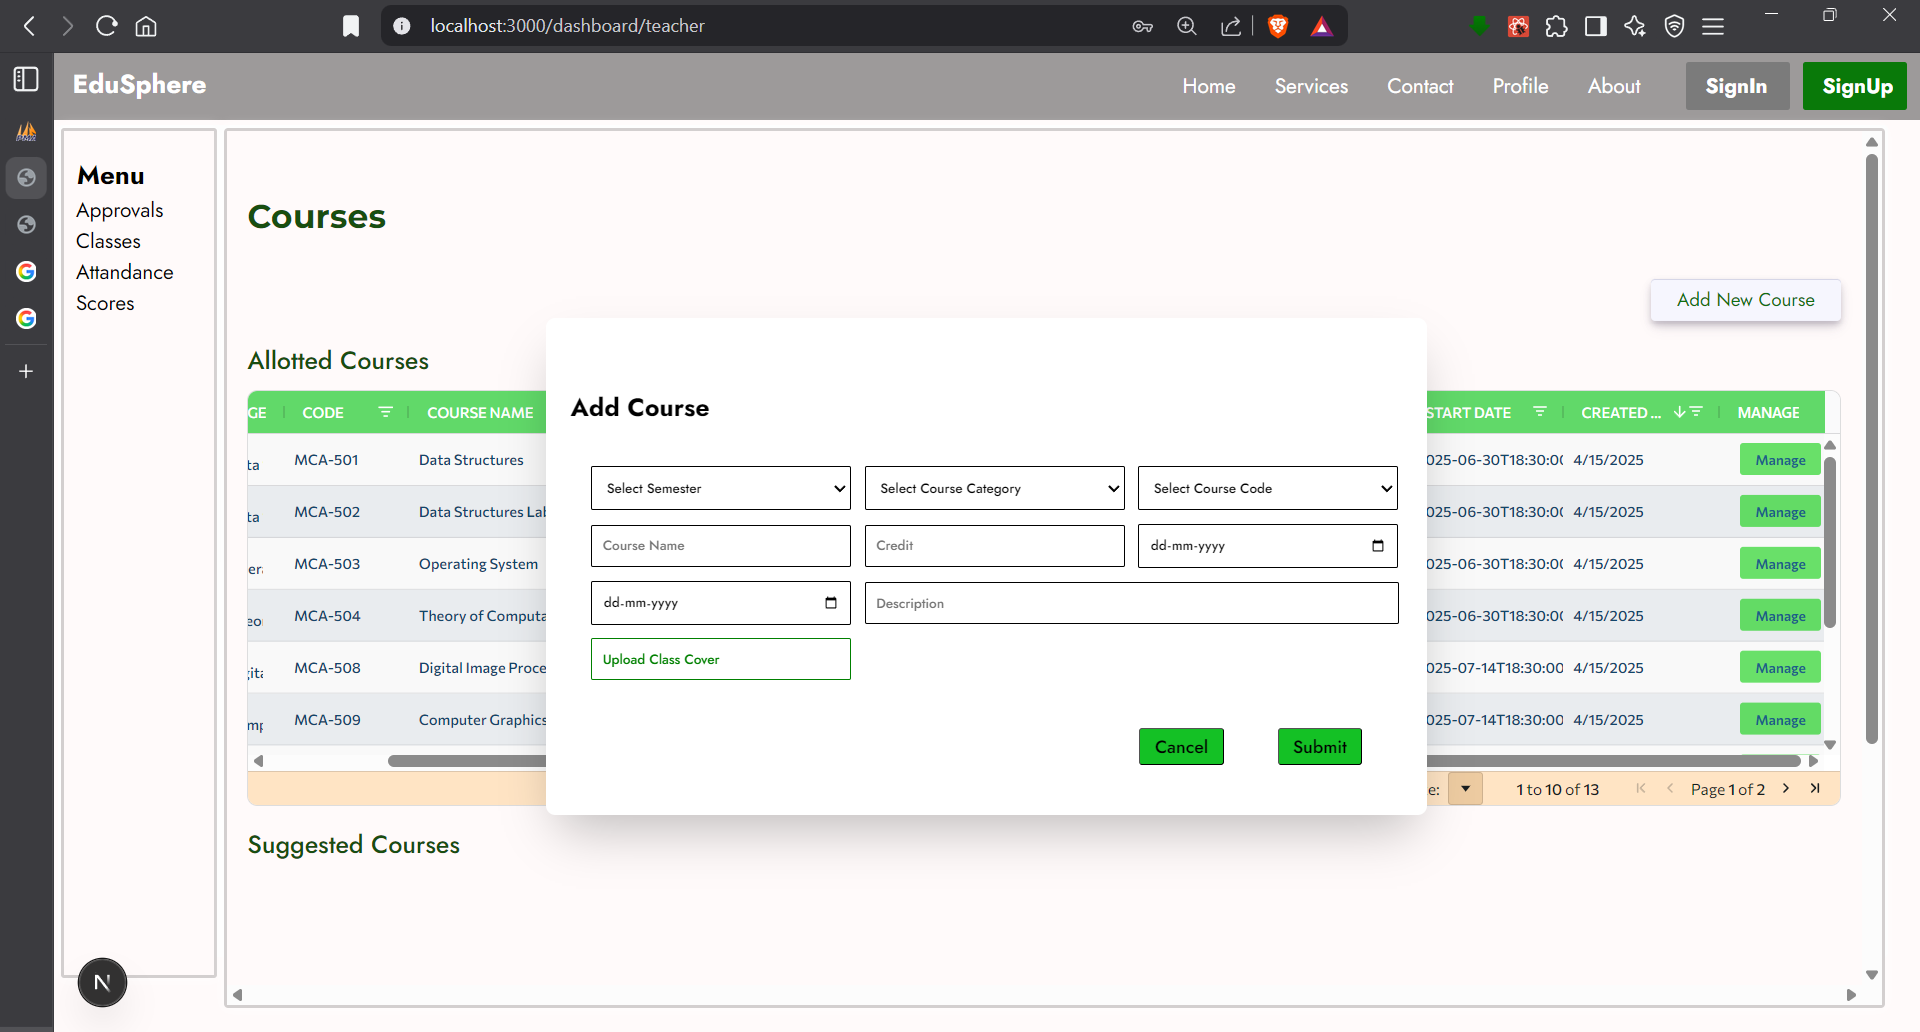 localhost:3000/dashboard/teacher
EduSphere
Home Services Contact Profile About SignIn SignUp
Menu
Approvals
Classes
Attandance
Scores
Courses
Add New Course
Allotted Courses
GE CODE COURSE NAME START DATE CREATED ... MANAGE
ta MCA-501 Data Structures 025-06-30T18:30:00 4/15/2025 Manage
ta MCA-502 Data Structures Lab 025-06-30T18:30:00 4/15/2025 Manage
er MCA-503 Operating System 025-06-30T18:30:00 4/15/2025 Manage
eo MCA-504 Theory of Computa 025-06-30T18:30:00 4/15/2025 Manage
gita MCA-508 Digital Image Proce 025-07-14T18:30:00 4/15/2025 Manage
mp MCA-509 Computer Graphics 025-07-14T18:30:00 4/15/2025 Manage
e: 1 to 10 of 13 Page 1 of 2
Add Course
Select Semester Select Course Category Select Course Code
Course Name Credit dd-mm-yyyy
dd-mm-yyyy Description
Upload Class Cover
Cancel Submit
Suggested Courses
N